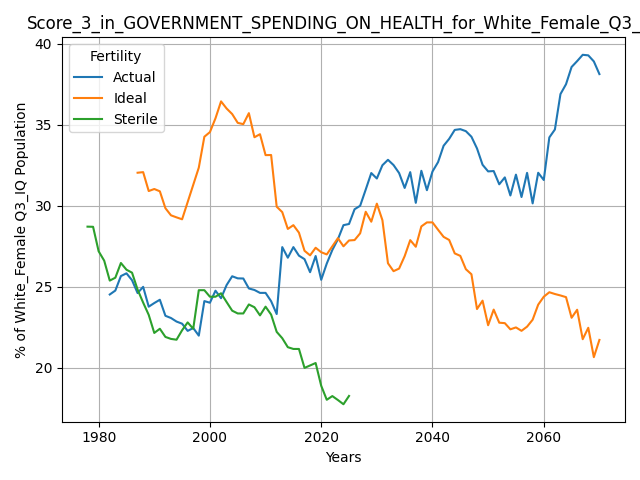 Score_3_in_GOVERNMENT_SPENDING_ON_HEALTH_for_White_Female_Q3_
Fertility
Actual
Ideal
Sterile
% of White_Female Q3_IQ Population
40
35
30
25
20
1980
2000
2020
2040
2060
Years